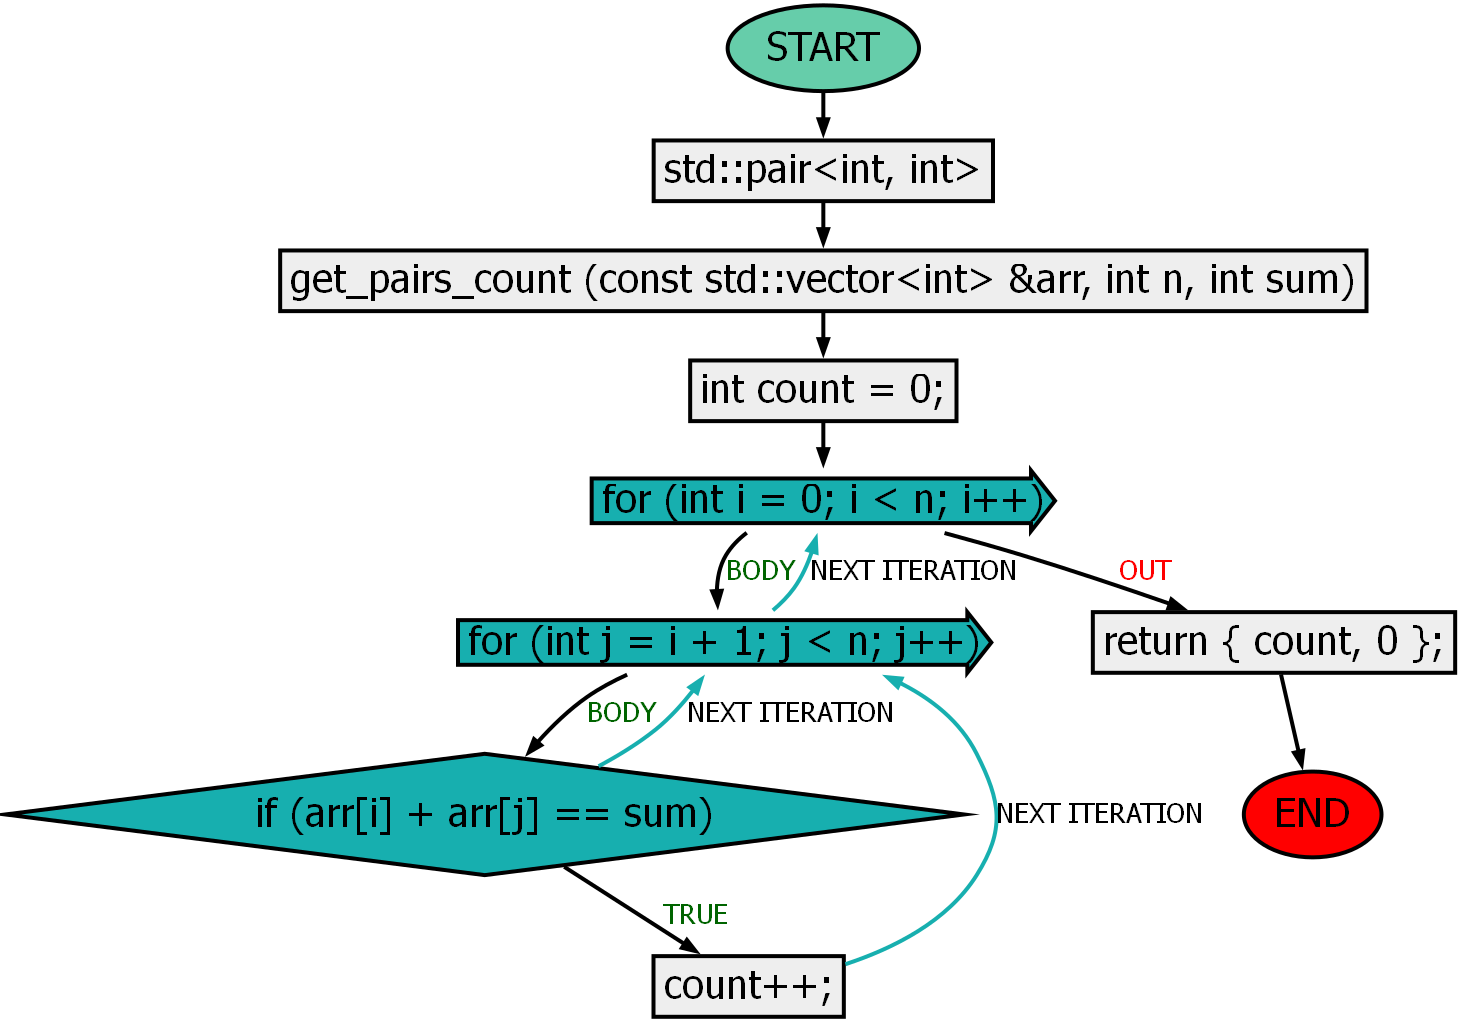 START
std::pair<int, int>
get_pairs_count (const std::vector<int> &arr, int n, int sum)
int count = 0;
for (int i = 0; i < n; i++)
BODY
NEXT ITERATION
OUT
for (int j = i + 1; j < n; j++)
return { count, 0 };
BODY
NEXT ITERATION
if (arr[i] + arr[j] == sum)
NEXT ITERATION
END
TRUE
count++;